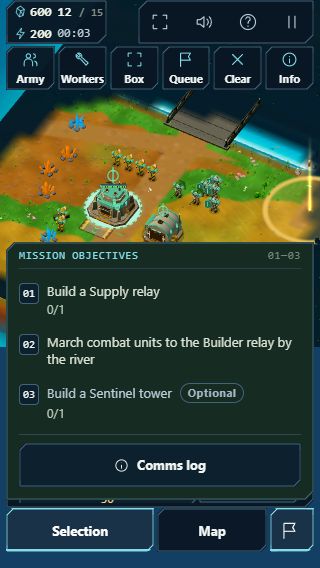 600 12 / 15
200 00:03
Army Workers Box Queue Clear Info
MISSION OBJECTIVES 01—03
01 Build a Supply relay
0/1
02 March combat units to the Builder relay by
the river
03 Build a Sentinel tower Optional
0/1
Comms log
Selection Map